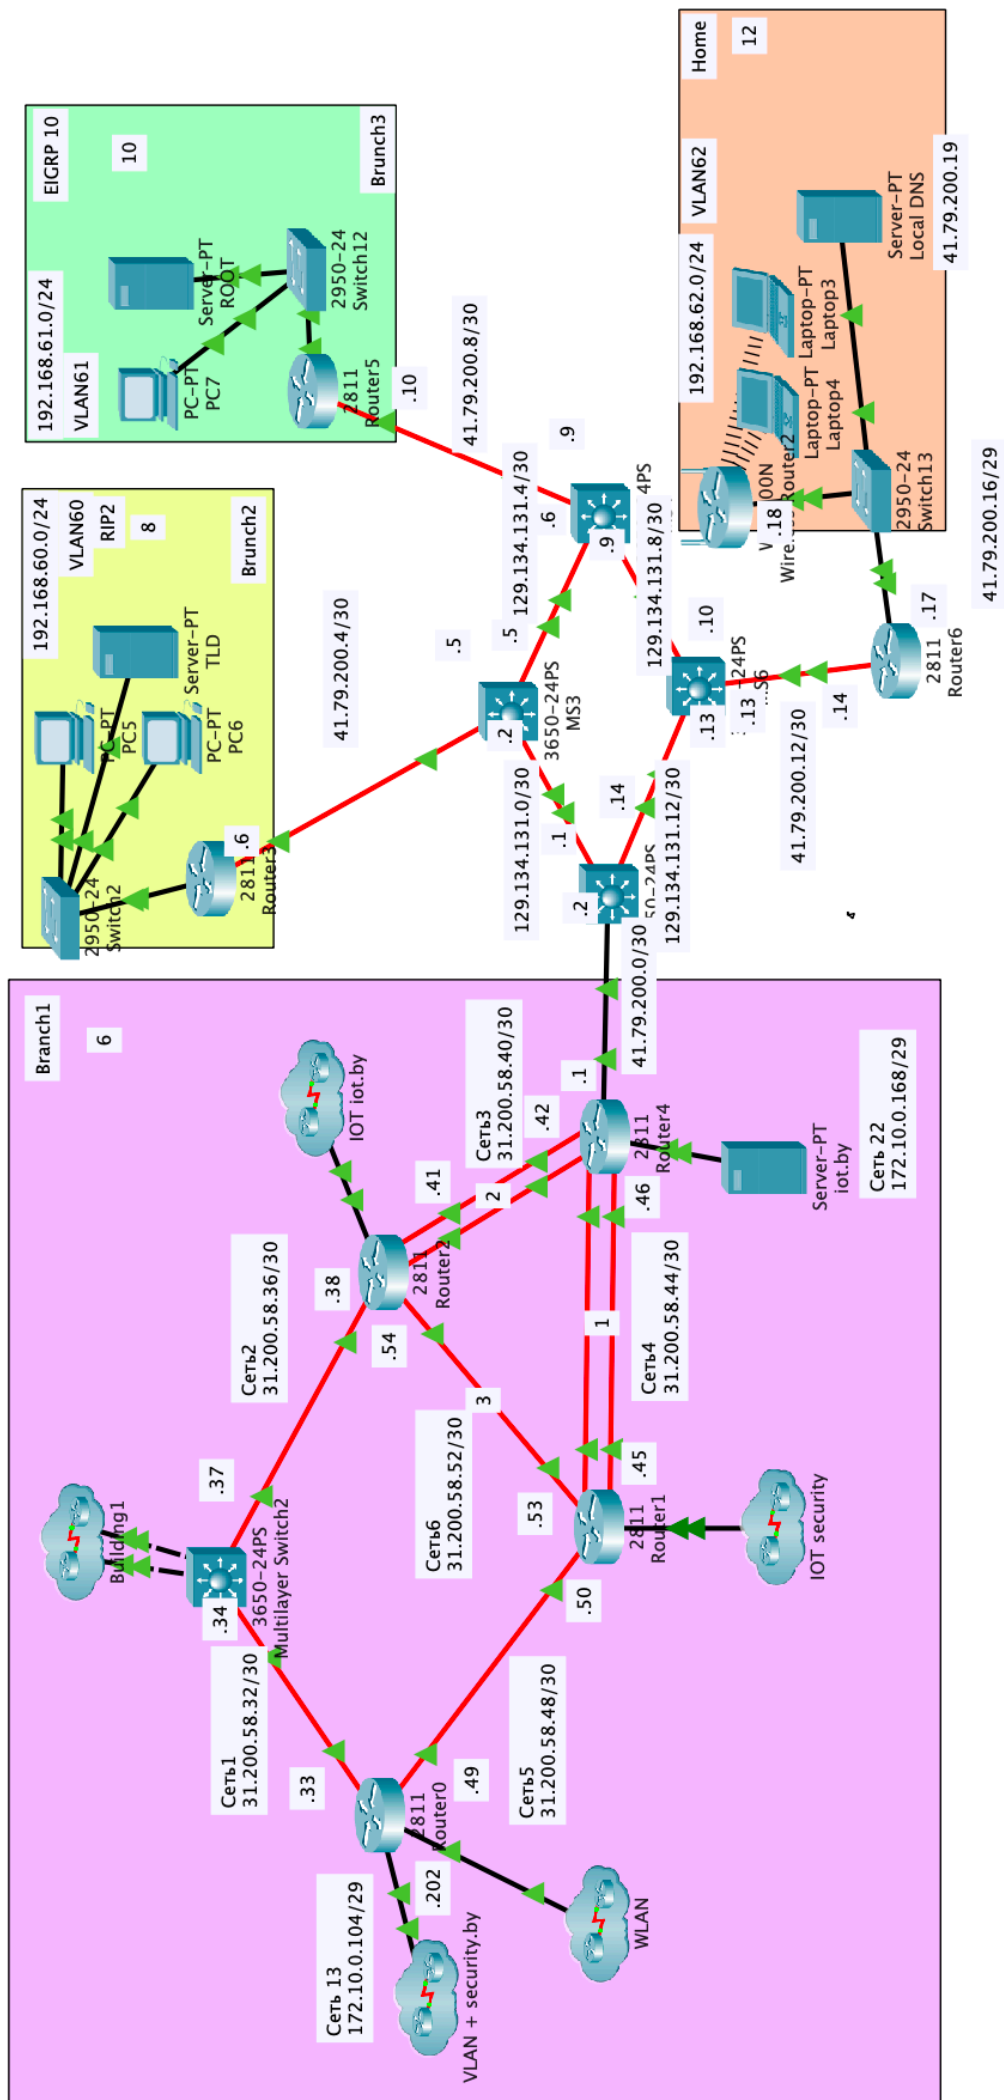 Branch1
6
Building1
3650-24PS
Multilayer Switch2
.34
.37
Сеть1
31.200.58.32/30
Сеть2
31.200.58.36/30
.33
.38
.54
2811
Router0
2811
Router2
IOT iot.by
Сеть 13
172.10.0.104/29
.202
VLAN + security.by
WLAN
.49
Сеть5
31.200.58.48/30
Сеть6
31.200.58.52/30
3
.53
.50
2811
Router1
IOT security
.45
1
.46
Сеть4
31.200.58.44/30
.41
2
.42
Сеть3
31.200.58.40/30
.1
2811
Router4
Server-PT
iot.by
Сеть 22
172.10.0.168/29
41.79.200.0/30
192.168.60.0/24
VLAN60
RIP2
8
Brunch2
2950-24
Switch2
PC-PT
PC5
PC-PT
PC6
Server-PT
TLD
2811
Router3
.6
41.79.200.4/30
.5
EIGRP 10
10
Brunch3
192.168.61.0/24
VLAN61
PC-PT
PC7
Server-PT
ROOT
2950-24
Switch12
2811
Router5
.10
41.79.200.8/30
.9
.2
129.134.131.0/30
.1
.2
3650-24PS
MS3
.5
129.134.131.4/30
.6
4PS
.9
129.134.131.8/30
.10
-24PS
.13
.13
.14
129.134.131.12/30
50-24PS
41.79.200.12/30
.14
2811
Router6
.17
41.79.200.16/29
Home
12
VLAN62
192.168.62.0/24
Laptop-PT
Laptop3
Laptop-PT
Laptop4
.18
2950-24
Switch13
Server-PT
Local DNS
41.79.200.19